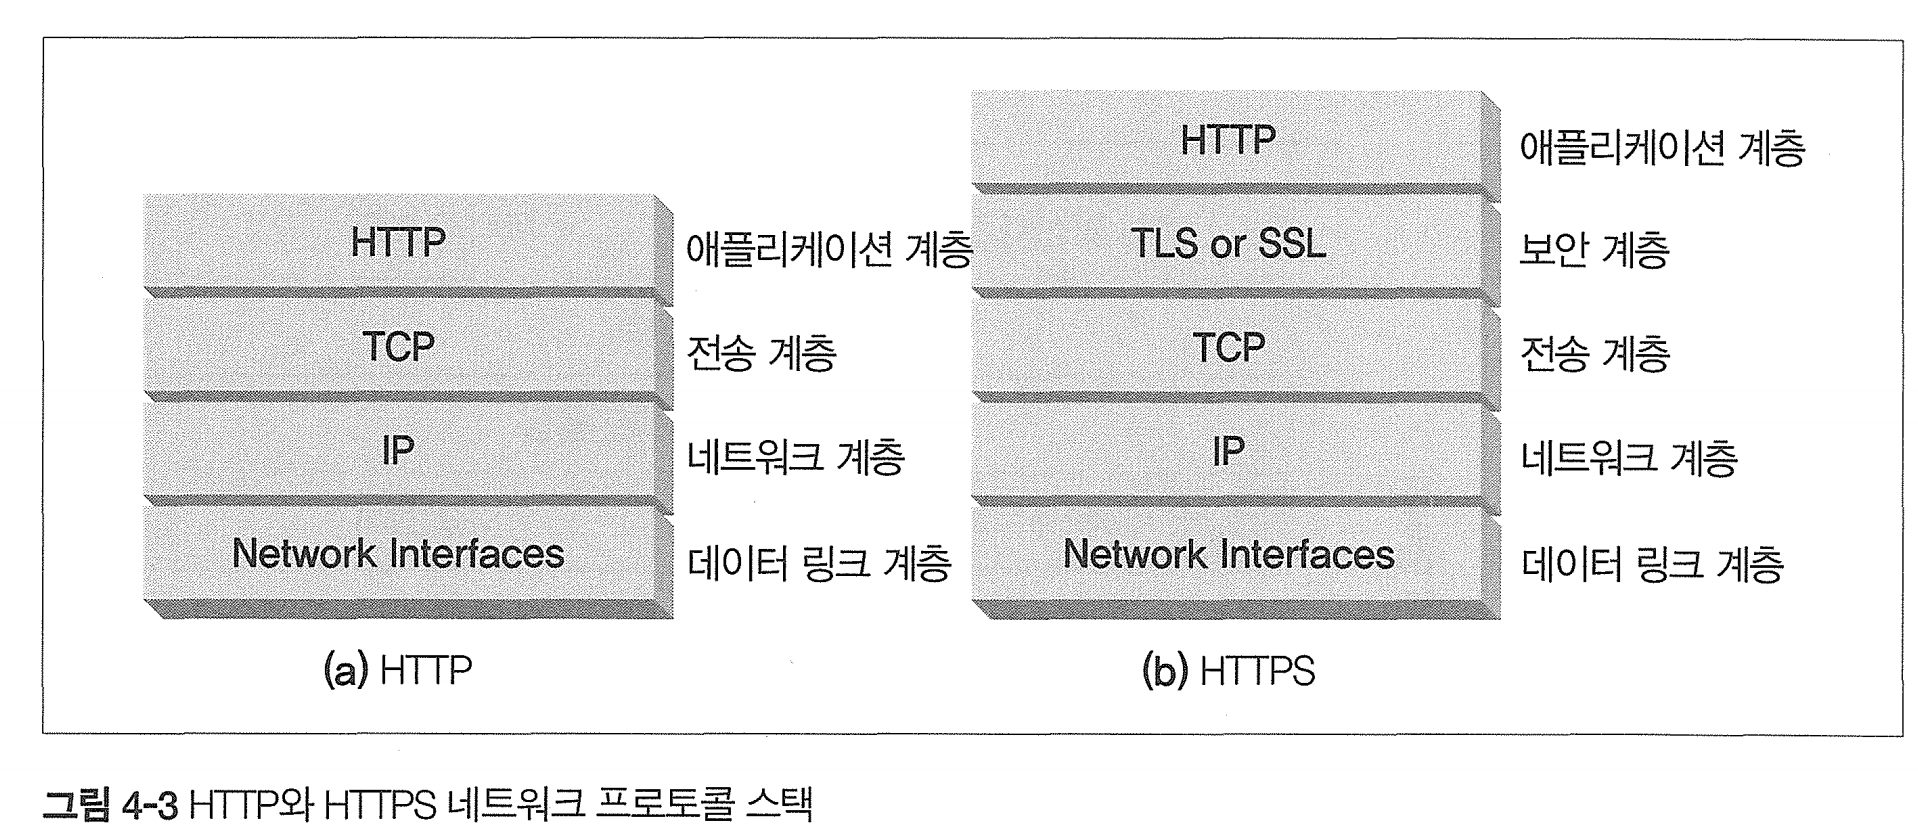 HTTP 애플리케이션 계층
TCP 전송 계층
IP 네트워크 계층
Network Interfaces 데이터 링크 계층
(a) HTTP
HTTP 애플리케이션 계층
TLS or SSL 보안 계층
TCP 전송 계층
IP 네트워크 계층
Network Interfaces 데이터 링크 계층
(b) HTTPS
그림 4-3 HTTP와 HTTPS 네트워크 프로토콜 스택